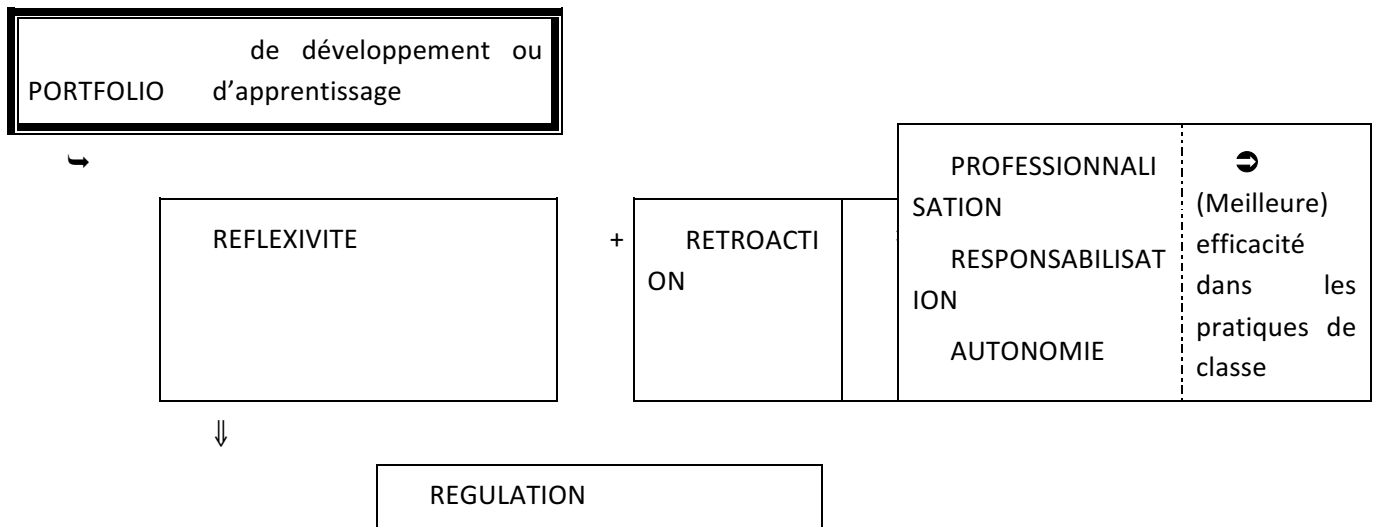 de développement ou
PORTFOLIO d’apprentissage
REFLEXIVITE
+
RETROACTI
ON
PROFESSIONNALI
SATION
RESPONSABILISAT
ION
AUTONOMIE
(Meilleure)
efficacité
dans les
pratiques de
classe
REGULATION